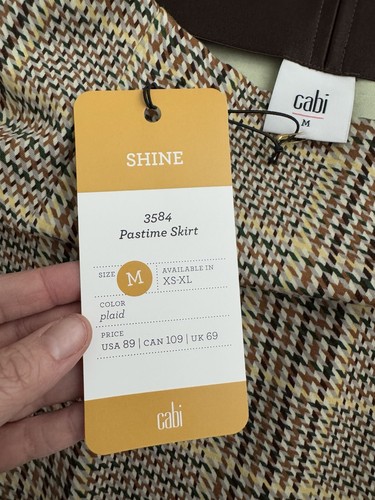 cabi
M
SHINE
3584
Pastime Skirt
SIZE M AVAILABLE IN
XS-XL
COLOR
plaid
PRICE
USA 89 | CAN 109 | UK 69
cabi